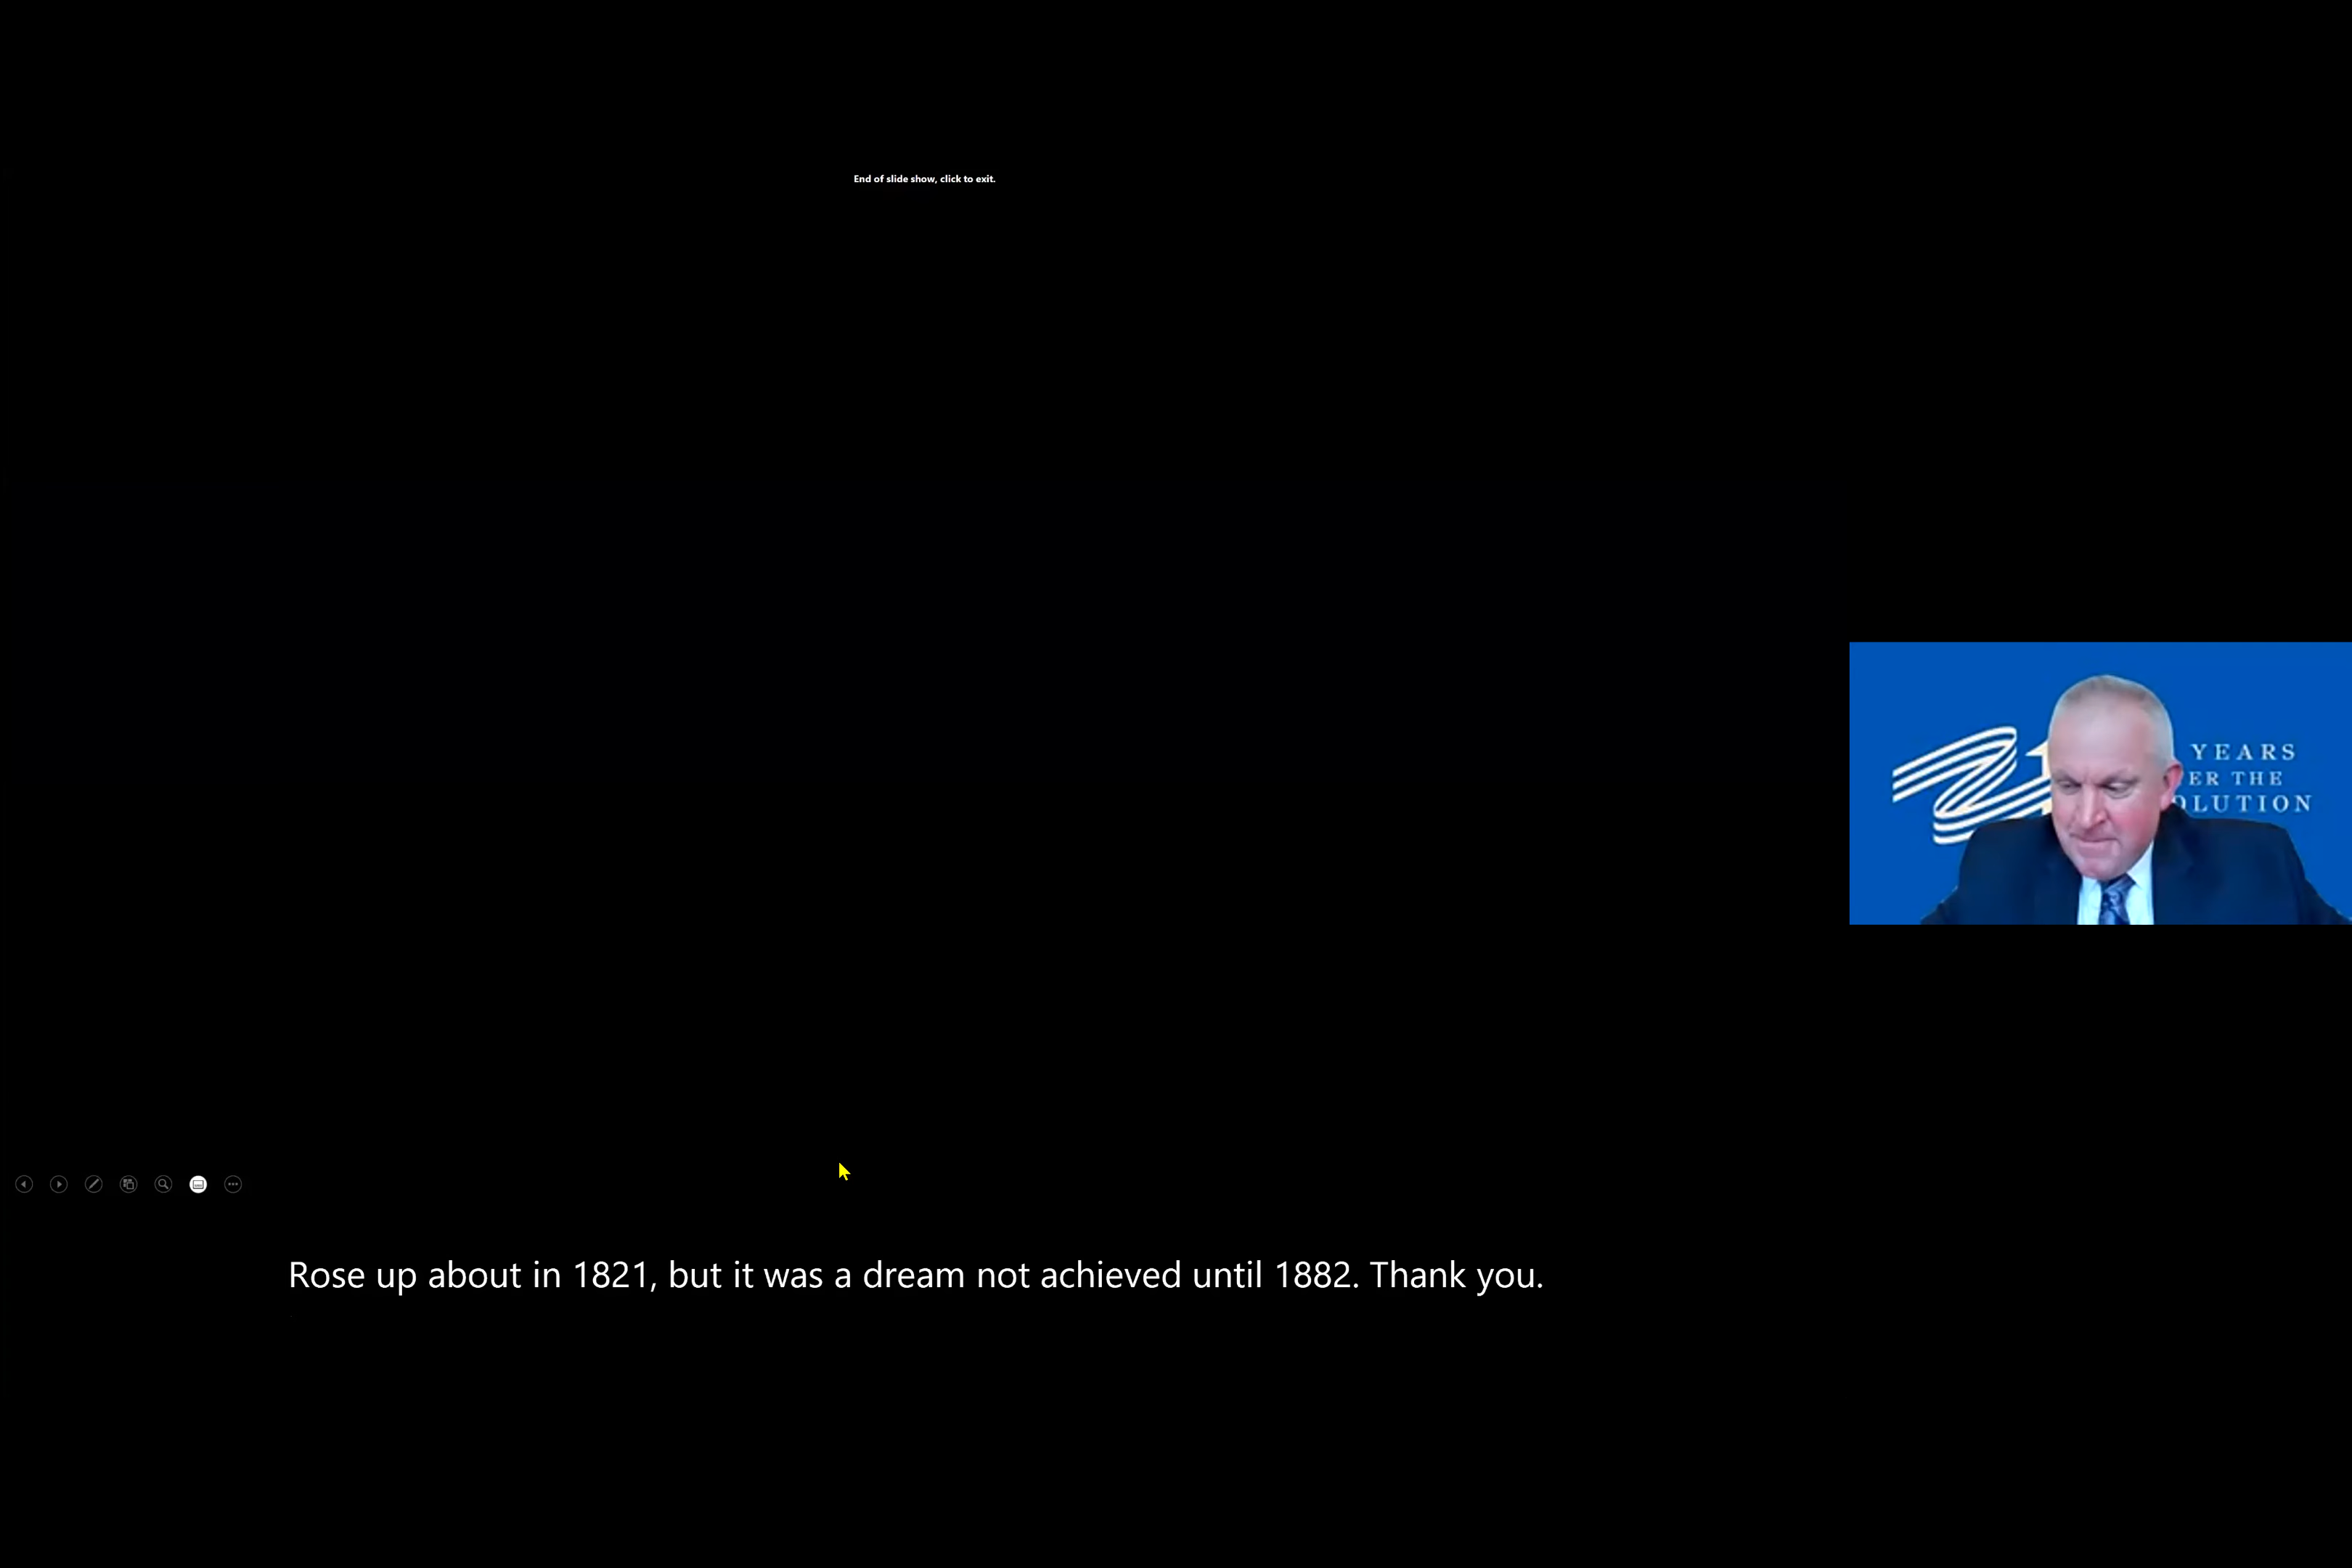 End of slide show, click to exit.
YEARS
ER THE
OLUTION
Rose up about in 1821, but it was a dream not achieved until 1882. Thank you.